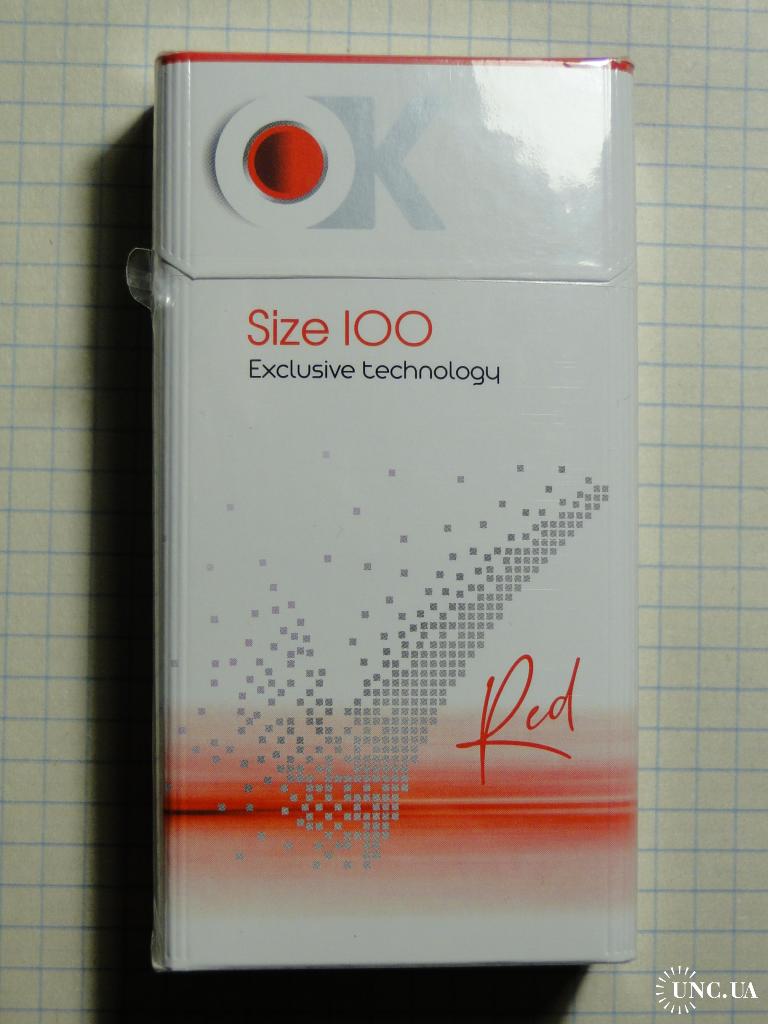 OK
Size 100
Exclusive technology
Red
UNC.UA